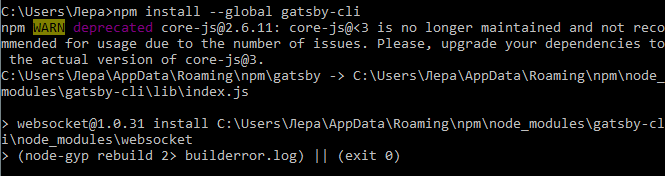 C:\Users\Лера>npm install --global gatsby-cli
npm WARN deprecated core-js@2.6.11: core-js@<3 is no longer maintained and not reco
mmended for usage due to the number of issues. Please, upgrade your dependencies to
 the actual version of core-js@3.
C:\Users\Лера\AppData\Roaming\npm\gatsby -> C:\Users\Лера\AppData\Roaming\npm\node_
modules\gatsby-cli\lib\index.js

> websocket@1.0.31 install C:\Users\Лера\AppData\Roaming\npm\node_modules\gatsby-cl
i\node_modules\websocket
> (node-gyp rebuild 2> builderror.log) || (exit 0)